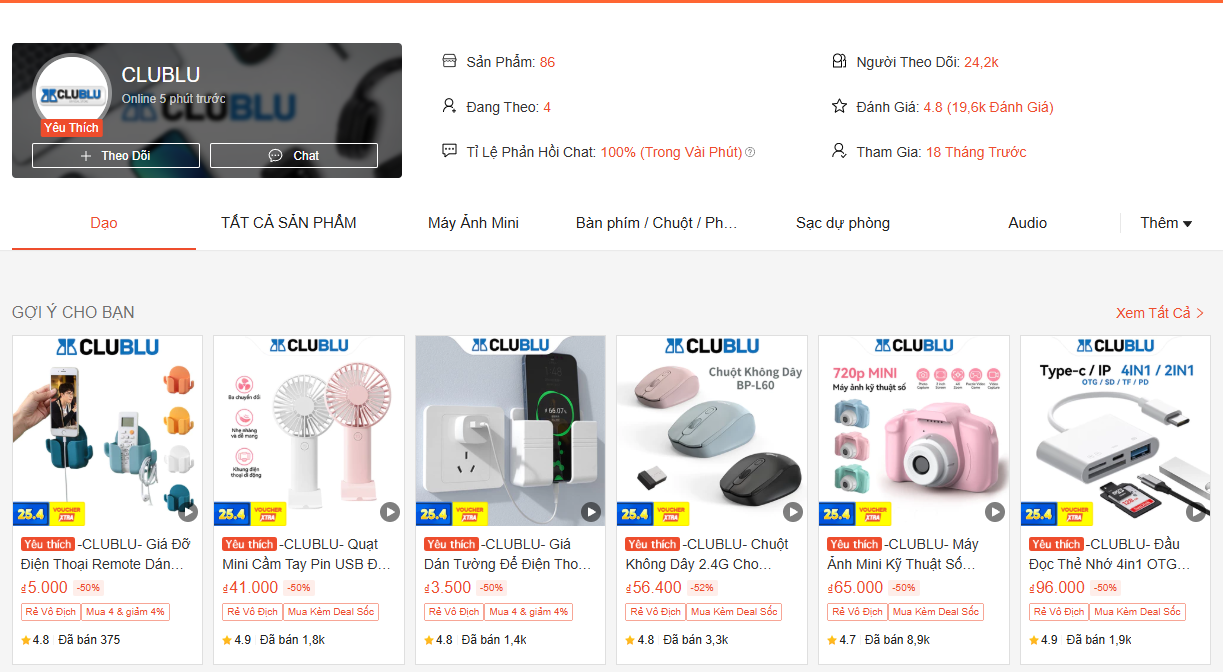 CLUBLU
CLUBLU
Online 5 phút trước
CLUBLU
Yêu Thích
+ Theo Dõi
Chat
Sản Phẩm: 86
Người Theo Dõi: 24,2k
Đang Theo: 4
Đánh Giá: 4.8 (19,6k Đánh Giá)
Tỉ Lệ Phản Hồi Chat: 100% (Trong Vài Phút)
Tham Gia: 18 Tháng Trước
Dạo
TẤT CẢ SẢN PHẨM
Máy Ảnh Mini
Bàn phím / Chuột / Ph...
Sạc dự phòng
Audio
Thêm
GỢI Ý CHO BẠN
Xem Tất Cả
CLUBLU
25.4
VOUCHER XTRA
Yêu thích -CLUBLU- Giá Đỡ
Điện Thoại Remote Dán...
₫5.000 -50%
Rẻ Vô Địch Mua 4 & giảm 4%
4.8 Đã bán 375
CLUBLU
Ba chuyển đổi
Nhẹ nhàng
và dễ mang
Khung điện
thoại di động
25.4
VOUCHER XTRA
Yêu thích -CLUBLU- Quạt
Mini Cầm Tay Pin USB Đ...
₫41.000 -50%
Rẻ Vô Địch Mua Kèm Deal Sốc
4.9 Đã bán 1,8k
CLUBLU
66.07%
25.4
VOUCHER XTRA
Yêu thích -CLUBLU- Giá
Dán Tường Để Điện Tho...
₫3.500 -50%
Rẻ Vô Địch Mua 4 & giảm 4%
4.8 Đã bán 1,4k
CLUBLU
Chuột Không Dây
BP-L60
25.4
VOUCHER XTRA
Yêu thích -CLUBLU- Chuột
Không Dây 2.4G Cho...
₫56.400 -52%
Rẻ Vô Địch Mua Kèm Deal Sốc
4.8 Đã bán 3,3k
CLUBLU
720p MINI
Máy ảnh kỹ thuật số
25.4
VOUCHER XTRA
Yêu thích -CLUBLU- Máy
Ảnh Mini Kỹ Thuật Số...
₫65.000 -50%
Rẻ Vô Địch Mua Kèm Deal Sốc
4.7 Đã bán 8,9k
CLUBLU
Type-c / IP 4IN1 / 2IN1
OTG / SD / TF / PD
25.4
VOUCHER XTRA
Yêu thích -CLUBLU- Đầu
Đọc Thẻ Nhớ 4in1 OTG...
₫96.000 -50%
Rẻ Vô Địch Mua Kèm Deal Sốc
4.9 Đã bán 1,9k